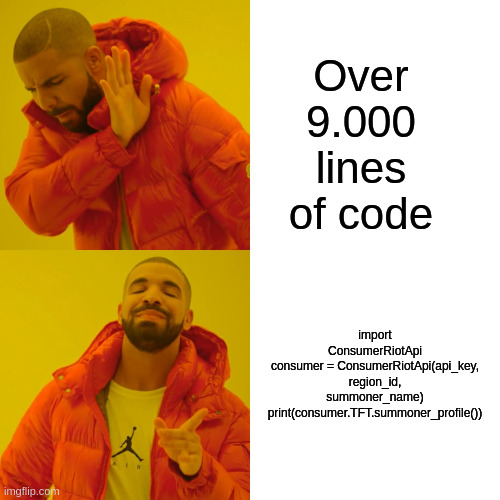 Over
9.000
lines
of code
import
ConsumerRiotApi
consumer = ConsumerRiotApi(api_key,
region_id,
summoner_name)
print(consumer.TFT.summoner_profile())
AIR
imgflip.com